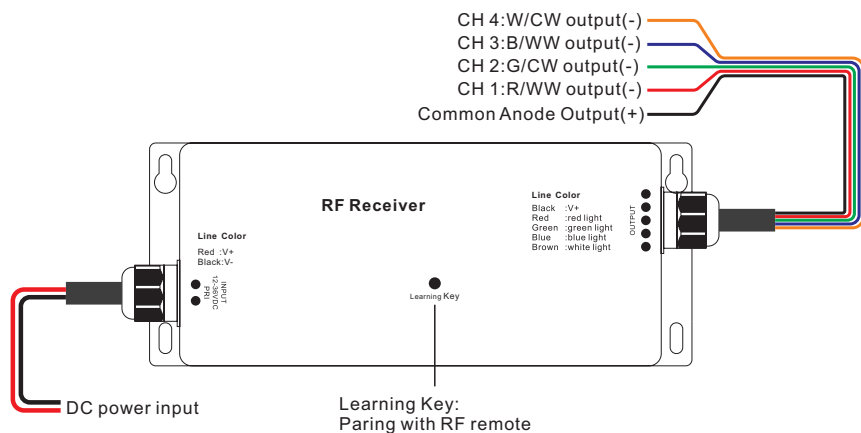 CH 4:W/CW output(-)
CH 3:B/WW output(-)
CH 2:G/CW output(-)
CH 1:R/WW output(-)
Common Anode Output(+)
RF Receiver
Line Color
Black :V+
Red :red light
Green :green light
Blue :blue light
Brown :white light
OUTPUT
Line Color
Red :V+
Black:V-
INPUT
12-36VDC
PRI
Learning Key
DC power input
Learning Key:
Paring with RF remote